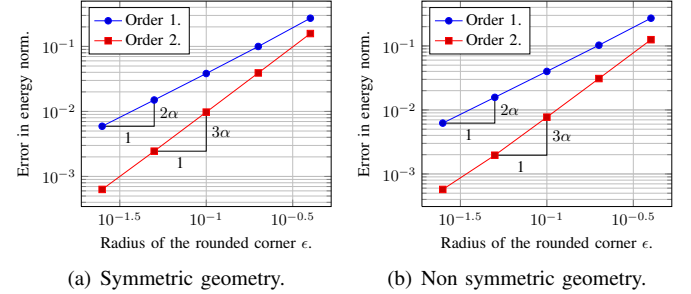 Order 1.
Order 2.
Error in energy norm.
10^{-1}
10^{-2}
10^{-3}
2α
1
3α
1
10^{-1.5}
10^{-1}
10^{-0.5}
Radius of the rounded corner ϵ.
(a) Symmetric geometry.
Order 1.
Order 2.
Error in energy norm.
10^{-1}
10^{-2}
10^{-3}
2α
1
3α
1
10^{-1.5}
10^{-1}
10^{-0.5}
Radius of the rounded corner ϵ.
(b) Non symmetric geometry.